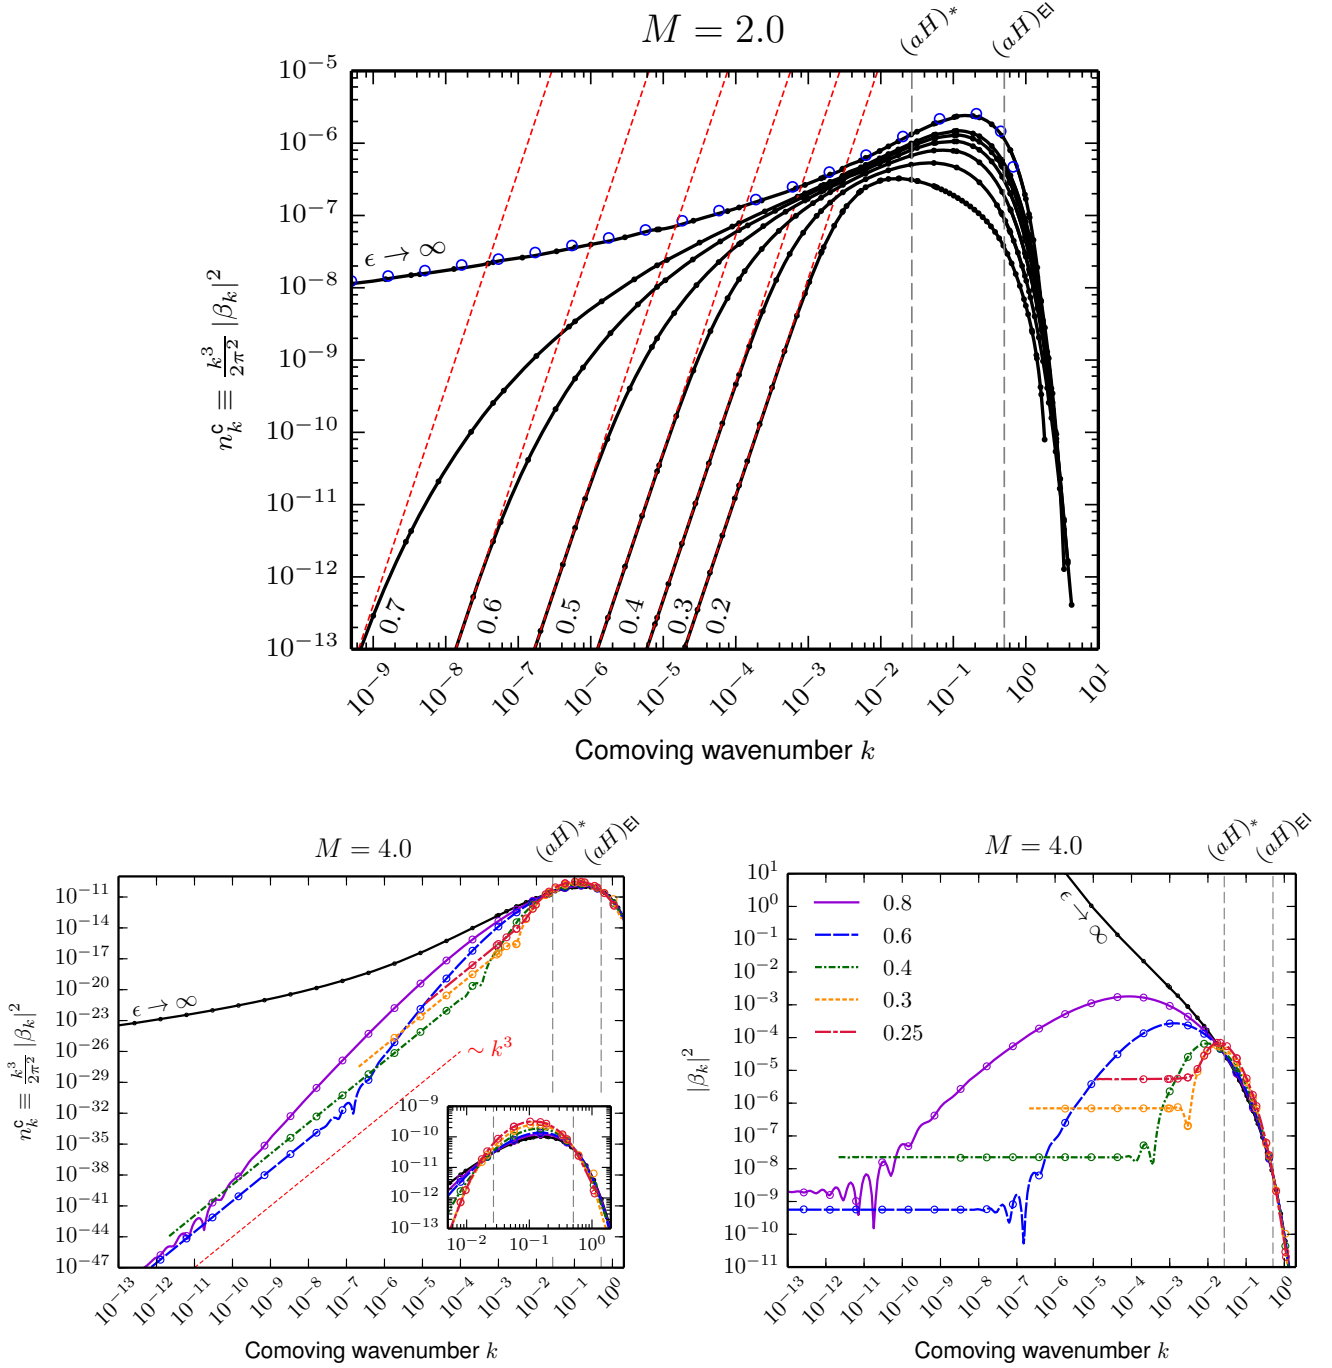 M = 2.0
(aH)*
(aH)EI
10^−5
10^−6
10^−7
10^−8
10^−9
10^−10
10^−11
10^−12
10^−13
n_k^c ≡ k^3/2π^2 |β_k|^2
ϵ → ∞
0.7
0.6
0.5
0.4
0.3
0.2
10^−9 10^−8 10^−7 10^−6 10^−5 10^−4 10^−3 10^−2 10^−1 10^0 10^1
Comoving wavenumber k
M = 4.0
(aH)*
(aH)EI
10^−11
10^−14
10^−17
10^−20
10^−23
10^−26
10^−29
10^−32
10^−35
10^−38
10^−41
10^−44
10^−47
n_k^c ≡ k^3/2π^2 |β_k|^2
ϵ → ∞
∼ k^3
10^−9
10^−10
10^−11
10^−12
10^−13
10^−2 10^−1 10^0
10^−13 10^−12 10^−11 10^−10 10^−9 10^−8 10^−7 10^−6 10^−5 10^−4 10^−3 10^−2 10^−1 10^0
Comoving wavenumber k
M = 4.0
(aH)*
(aH)EI
10^1
10^0
10^−1
10^−2
10^−3
10^−4
10^−5
10^−6
10^−7
10^−8
10^−9
10^−10
10^−11
|β_k|^2
ϵ → ∞
0.8
0.6
0.4
0.3
0.25
10^−13 10^−12 10^−11 10^−10 10^−9 10^−8 10^−7 10^−6 10^−5 10^−4 10^−3 10^−2 10^−1 10^0
Comoving wavenumber k